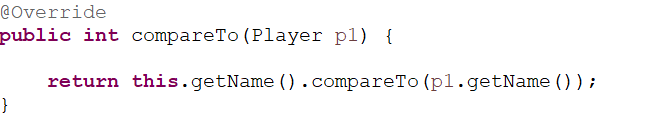 @Override
public int compareTo(Player p1) {
return this.getName().compareTo(p1.getName());
}